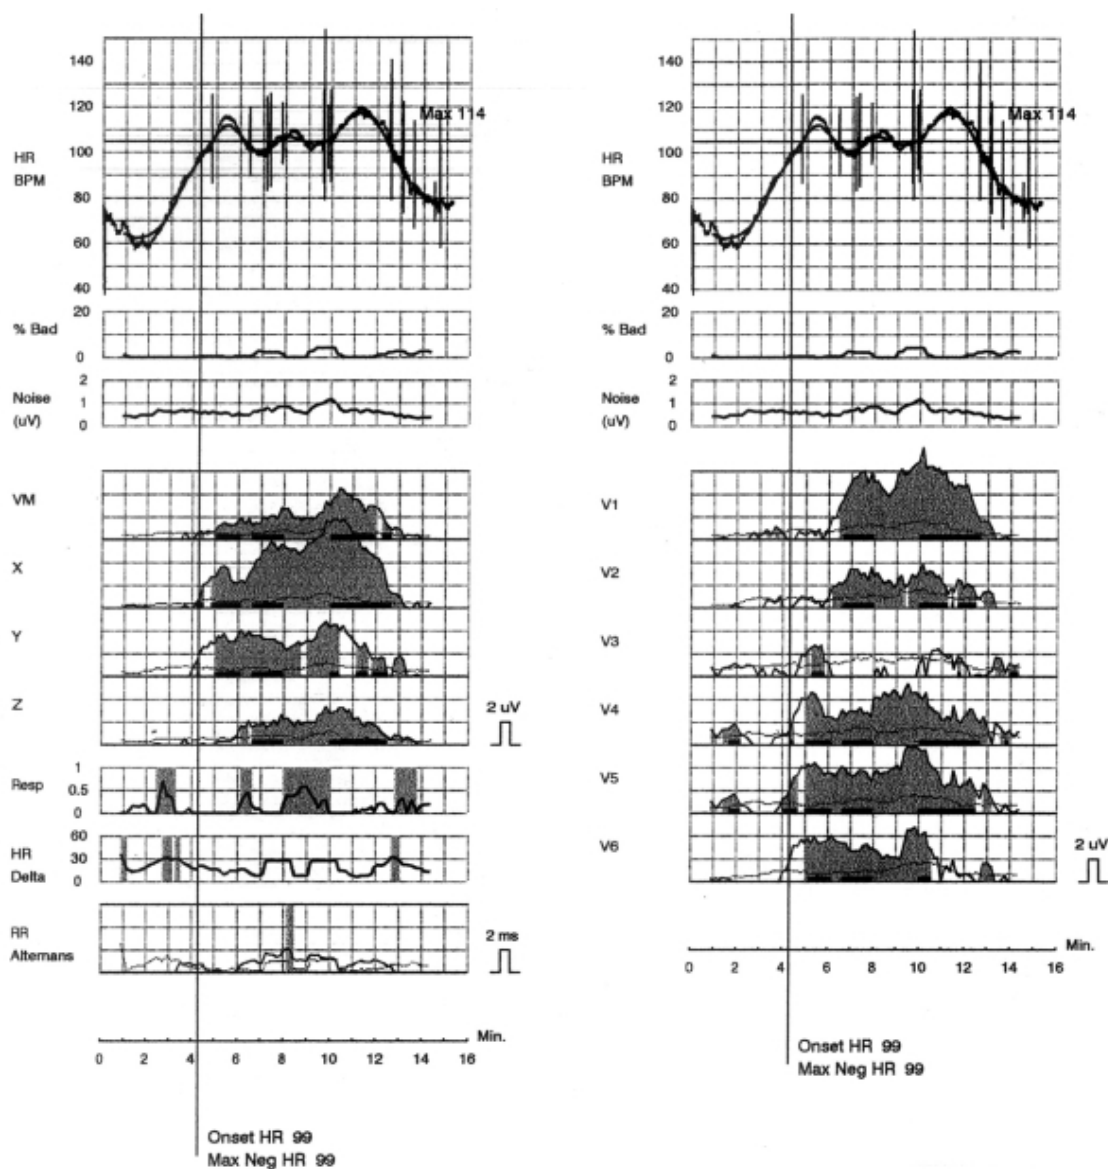 140
120
100
80
60
40
HR
BPM
Max 114
20
0
% Bad
2
1
0
Noise
(uV)
VM
X
Y
Z
2 uV
1
0.5
0
Resp
60
30
0
HR
Delta
RR
Alternans
2 ms
Min.
0 2 4 6 8 10 12 14 16
Onset HR 99
Max Neg HR 99
140
120
100
80
60
40
HR
BPM
Max 114
20
0
% Bad
2
1
0
Noise
(uV)
V1
V2
V3
V4
V5
V6
2 uV
Min.
0 2 4 6 8 10 12 14 16
Onset HR 99
Max Neg HR 99